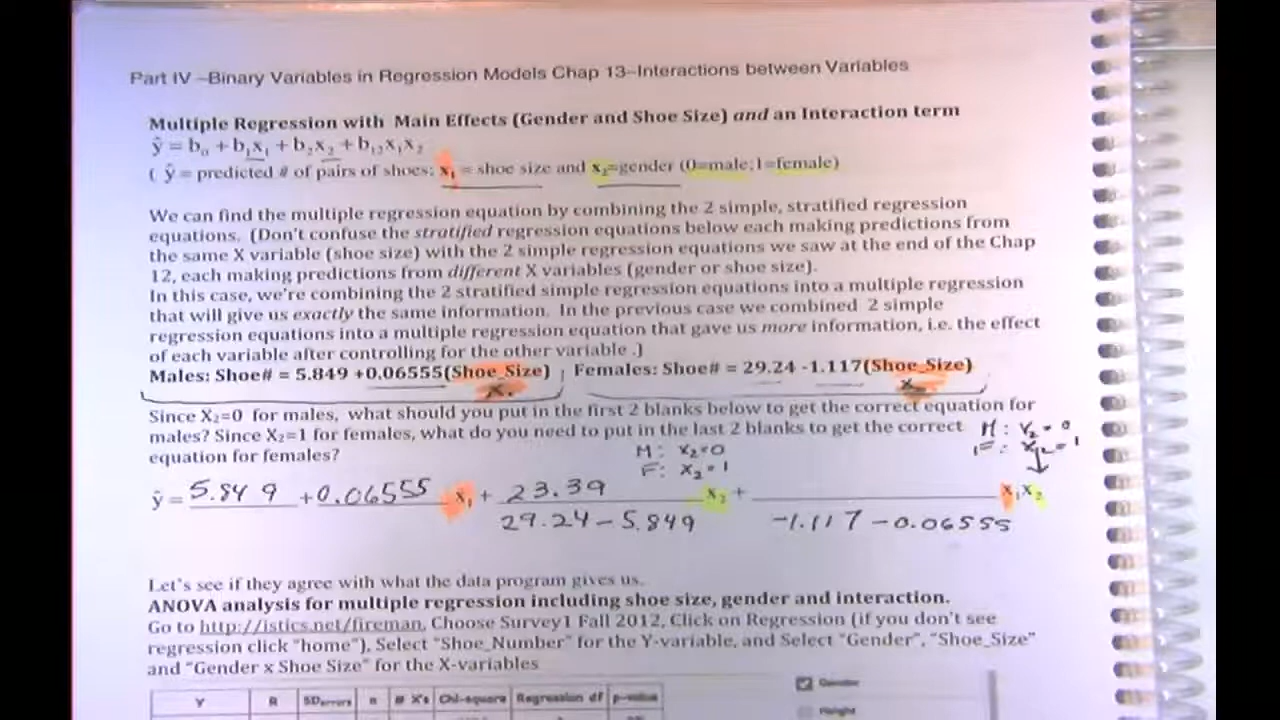 Part IV –Binary Variables in Regression Models Chap 13–Interactions between Variables
Multiple Regression with Main Effects (Gender and Shoe Size) and an Interaction term
ŷ = b₀ + b₁x₁ + b₂x₂ + b₁₂x₁x₂
( ŷ = predicted # of pairs of shoes; x₁ = shoe size and x₂=gender (0=male;1=female)
We can find the multiple regression equation by combining the 2 simple, stratified regression
equations. (Don't confuse the stratified regression equations below each making predictions from
the same X variable (shoe size) with the 2 simple regression equations we saw at the end of the Chap
12, each making predictions from different X variables (gender or shoe size).
In this case, we're combining the 2 stratified simple regression equations into a multiple regression
that will give us exactly the same information. In the previous case we combined 2 simple
regression equations into a multiple regression equation that gave us more information, i.e. the effect
of each variable after controlling for the other variable .]
Males: Shoe# = 5.849 +0.06555(Shoe_Size) ; Females: Shoe# = 29.24 -1.117(Shoe_Size)
Since X₂=0 for males, what should you put in the first 2 blanks below to get the correct equation for
males? Since X₂=1 for females, what do you need to put in the last 2 blanks to get the correct M: X₂=0
equation for females? M: X₂=0 F: X₂=1
F: X₂=1
ŷ = 5.849 +0.06555 x₁ + 23.39 x₂ + x₁x₂
29.24 – 5.849 -1.117 – 0.06555
Let's see if they agree with what the data program gives us.
ANOVA analysis for multiple regression including shoe size, gender and interaction.
Go to http://istics.net/fireman, Choose Survey1 Fall 2012, Click on Regression (if you don't see
regression click "home"), Select "Shoe_Number" for the Y-variable, and Select "Gender", "Shoe_Size"
and "Gender x Shoe Size" for the X-variables
Y R SDerrors n # X's Chi-square Regression df p-value Gender
Height